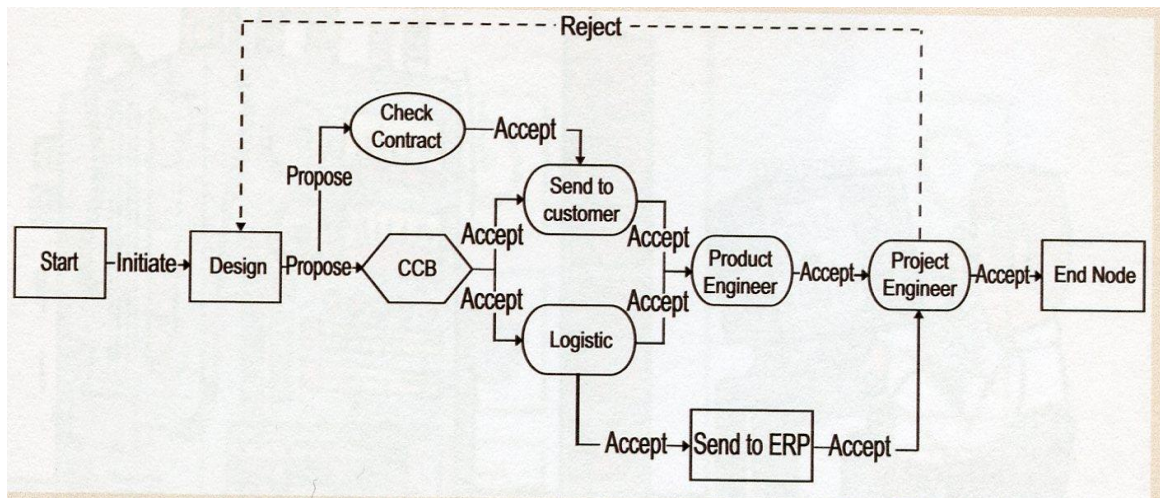 Reject
Check
Contract
Accept
Propose
Send to
customer
Accept
Accept
Start
Initiate
Design
Propose
CCB
Product
Engineer
Accept
Project
Engineer
Accept
End Node
Accept
Accept
Logistic
Accept
Send to ERP
Accept